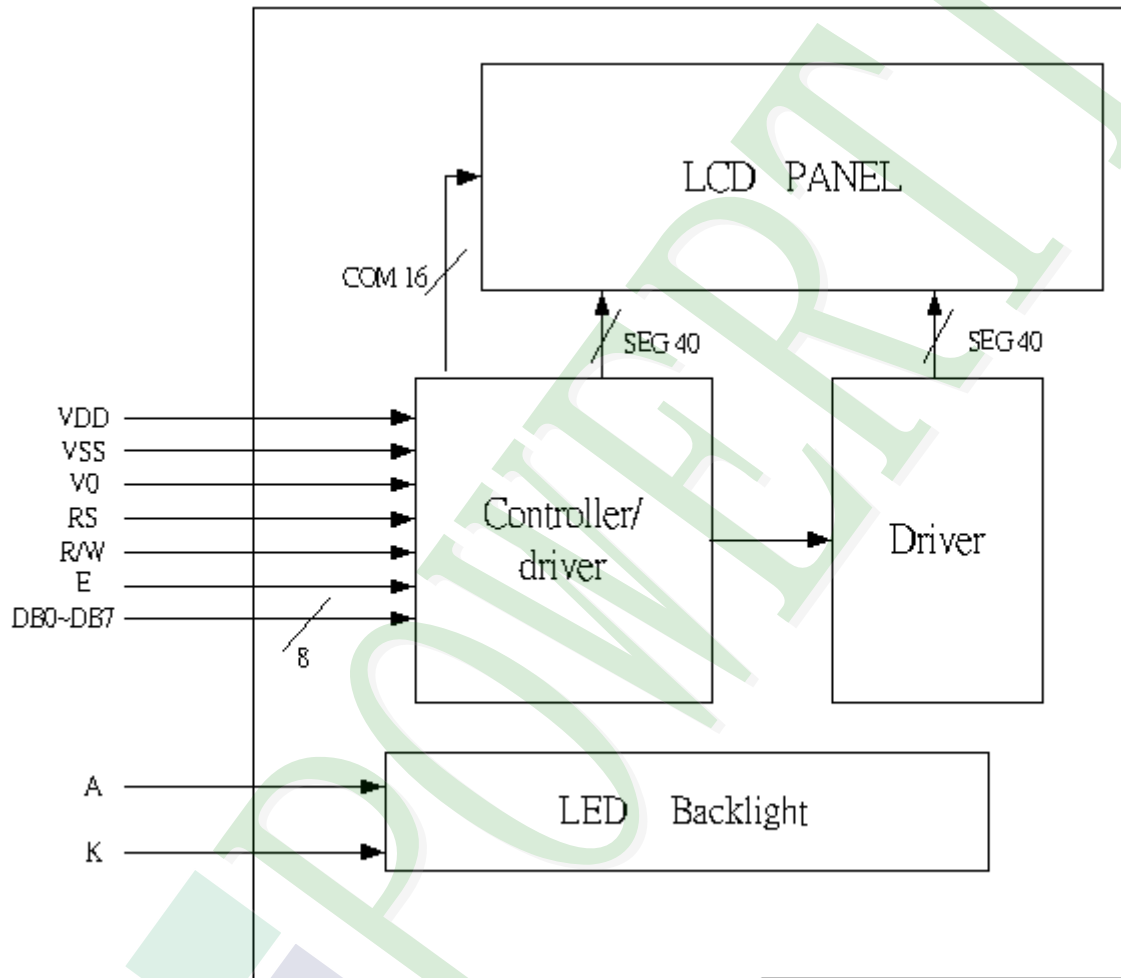 LCD PANEL
COM 16
SEG 40
SEG 40
VDD
VSS
V0
RS
R/W
E
DB0~DB7
8
Controller/
driver
Driver
A
K
LED Backlight
POWERT